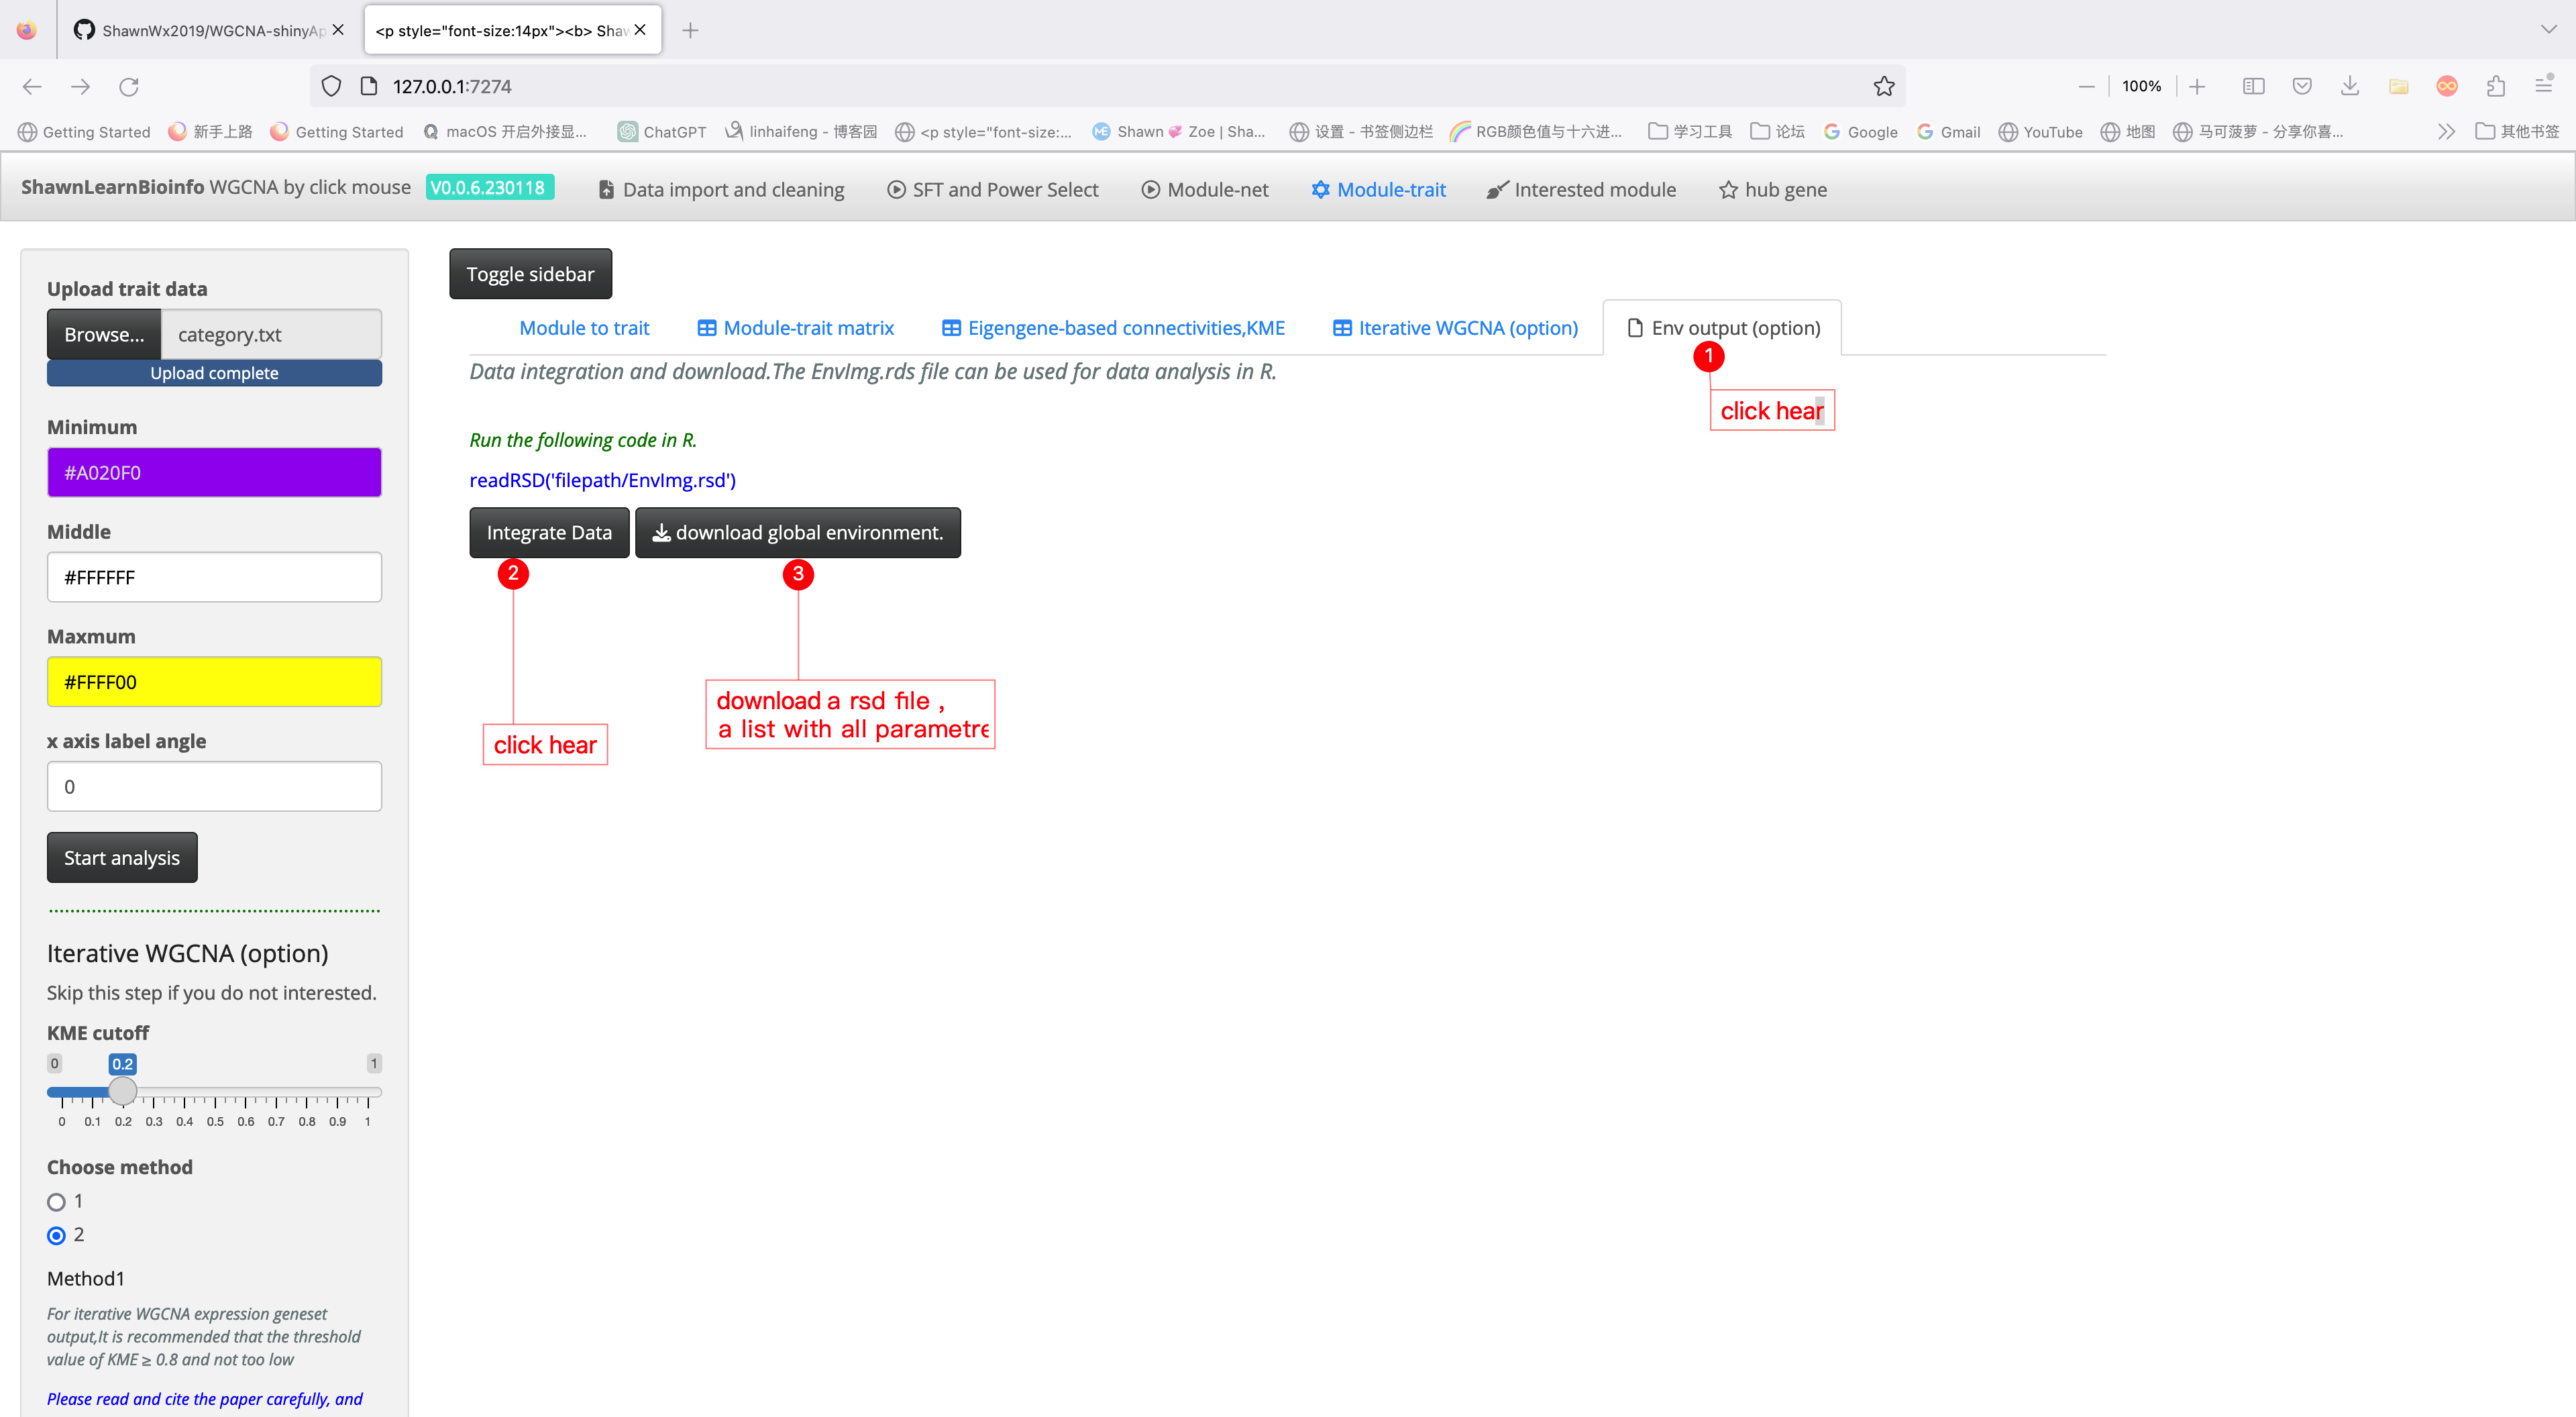 ShawnWx2019/WGCNA-shinyAp
<p style="font-size:14px"><b> Shaw
127.0.0.1:7274
100%
Getting Started
新手上路
Getting Started
macOS 开启外接显...
ChatGPT
linhaifeng - 博客园
<p style="font-size:...
Shawn 💞 Zoe | Sha...
设置 - 书签侧边栏
RGB颜色值与十六进...
学习工具
论坛
Google
Gmail
YouTube
地图
马可菠萝 - 分享你喜...
其他书签
ShawnLearnBioinfo WGCNA by click mouse V0.0.6.230118
Data import and cleaning
SFT and Power Select
Module-net
Module-trait
Interested module
hub gene
Upload trait data
Browse... category.txt
Upload complete
Minimum
#A020F0
Middle
#FFFFFF
Maxmum
#FFFF00
x axis label angle
0
Start analysis
Iterative WGCNA (option)
Skip this step if you do not interested.
KME cutoff
0 0.2 1
0 0.1 0.2 0.3 0.4 0.5 0.6 0.7 0.8 0.9 1
Choose method
1
2
Method1
For iterative WGCNA expression geneset
output,It is recommended that the threshold
value of KME ≥ 0.8 and not too low
Please read and cite the paper carefully, and
Toggle sidebar
Module to trait
Module-trait matrix
Eigengene-based connectivities,KME
Iterative WGCNA (option)
Env output (option)
1
click hear
Data integration and download.The EnvImg.rds file can be used for data analysis in R.
Run the following code in R.
readRSD('filepath/EnvImg.rsd')
Integrate Data
download global environment.
2
3
click hear
download a rsd file ,
a list with all parametre